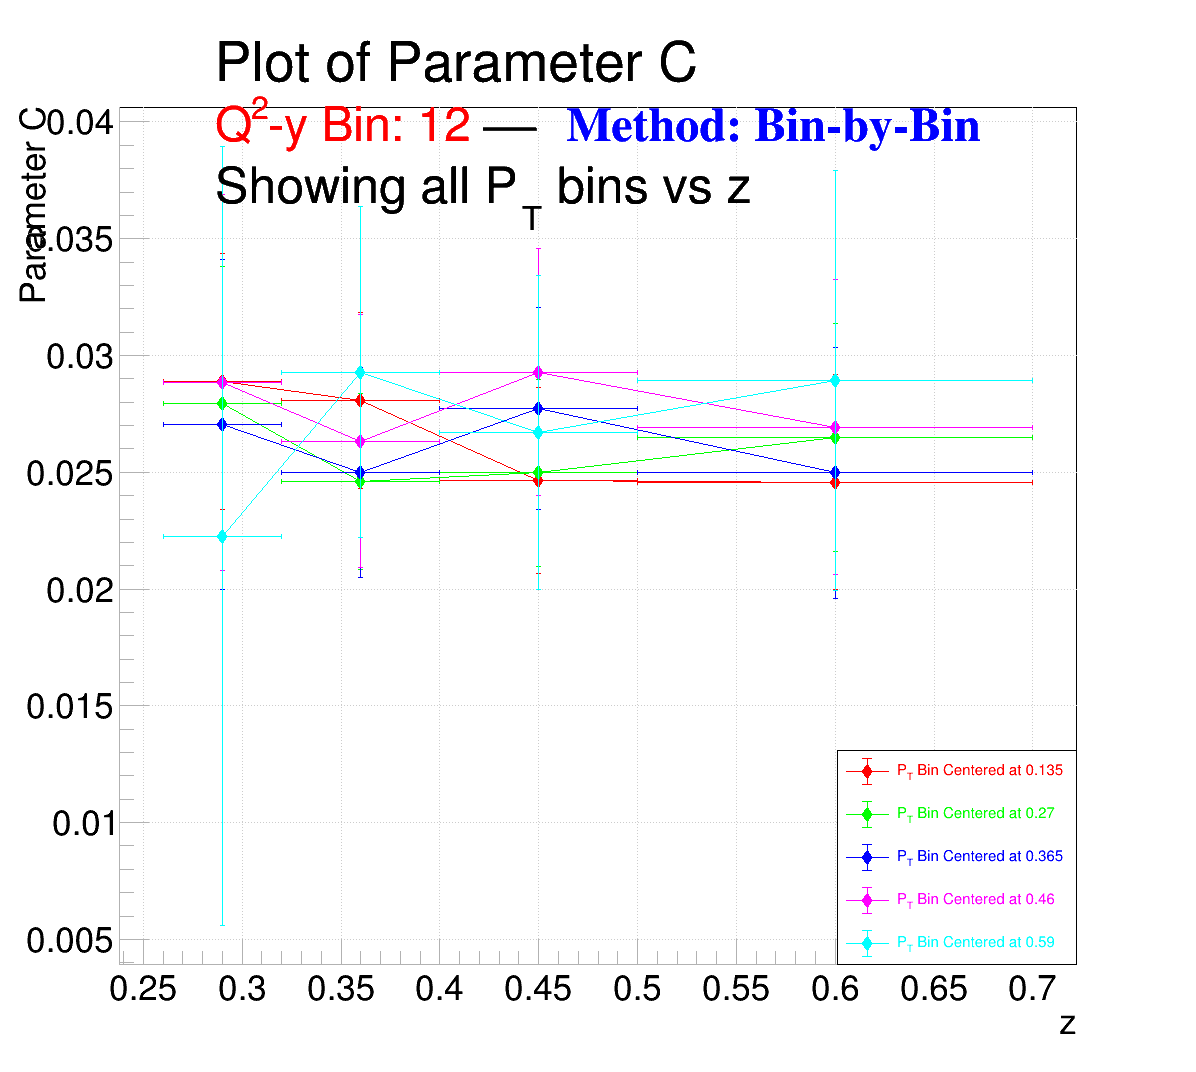 Plot of Parameter C
Q²-y Bin: 12 — Method: Bin-by-Bin
Showing all P_T bins vs z
Parameter C
0.04
0.035
0.03
0.025
0.02
0.015
0.01
0.005
P_T Bin Centered at 0.135
P_T Bin Centered at 0.27
P_T Bin Centered at 0.365
P_T Bin Centered at 0.46
P_T Bin Centered at 0.59
0.25 0.3 0.35 0.4 0.45 0.5 0.55 0.6 0.65 0.7
z